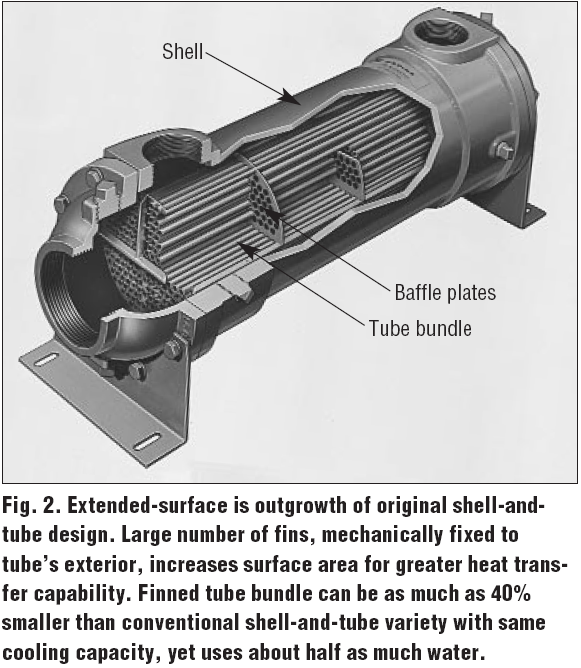 Shell
Baffle plates
Tube bundle
Fig. 2. Extended-surface is outgrowth of original shell-and-
tube design. Large number of fins, mechanically fixed to
tube's exterior, increases surface area for greater heat trans-
fer capability. Finned tube bundle can be as much as 40%
smaller than conventional shell-and-tube variety with same
cooling capacity, yet uses about half as much water.